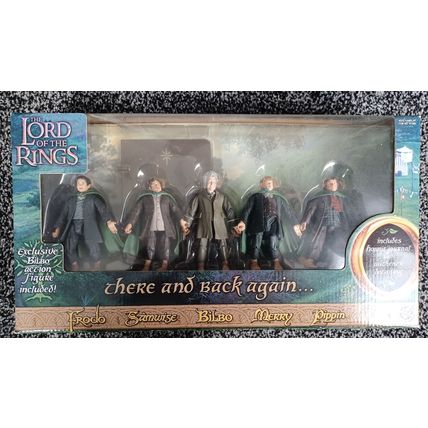 THE
LORD
OF THE
RINGS
Exclusive
Bilbo
action
Figure
included!
includes
there and back again...
Frodo
Samwise
Bilbo
Merry
Pippin